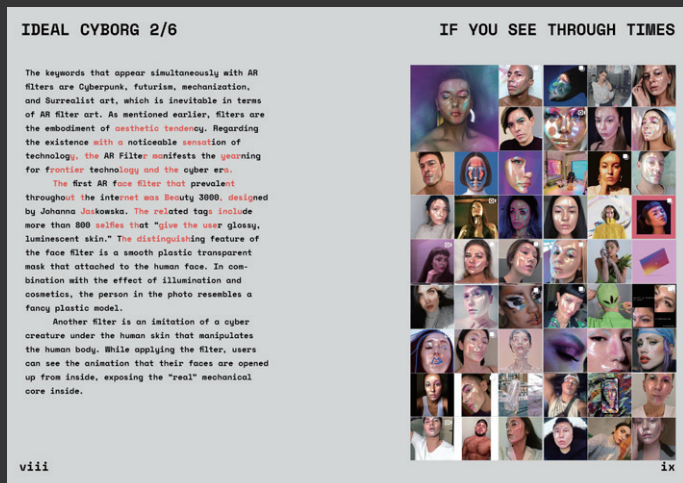 IDEAL CYBORG 2/6
IF YOU SEE THROUGH TIMES
The keywords that appear simultaneously with AR
filters are Cyberpunk, futurism, mechanization,
and Surrealist art, which is inevitable in terms
of AR filter art. As mentioned earlier, filters are
the embodiment of aesthetic tendency. Regarding
the existence with a noticeable sensation of
technology, the AR Filter manifests the yearning
for frontier technology and the cyber era.
The first AR face filter that prevalent
throughout the internet was Beauty 3000, designed
by Johanna Jaskowska. The related tags include
more than 800 selfies that "give the user glossy,
luminescent skin." The distinguishing feature of
the face filter is a smooth plastic transparent
mask that attached to the human face. In com-
bination with the effect of illumination and
cosmetics, the person in the photo resembles a
fancy plastic model.
Another filter is an imitation of a cyber
creature under the human skin that manipulates
the human body. While applying the filter, users
can see the animation that their faces are opened
up from inside, exposing the "real" mechanical
core inside.
viii
ix